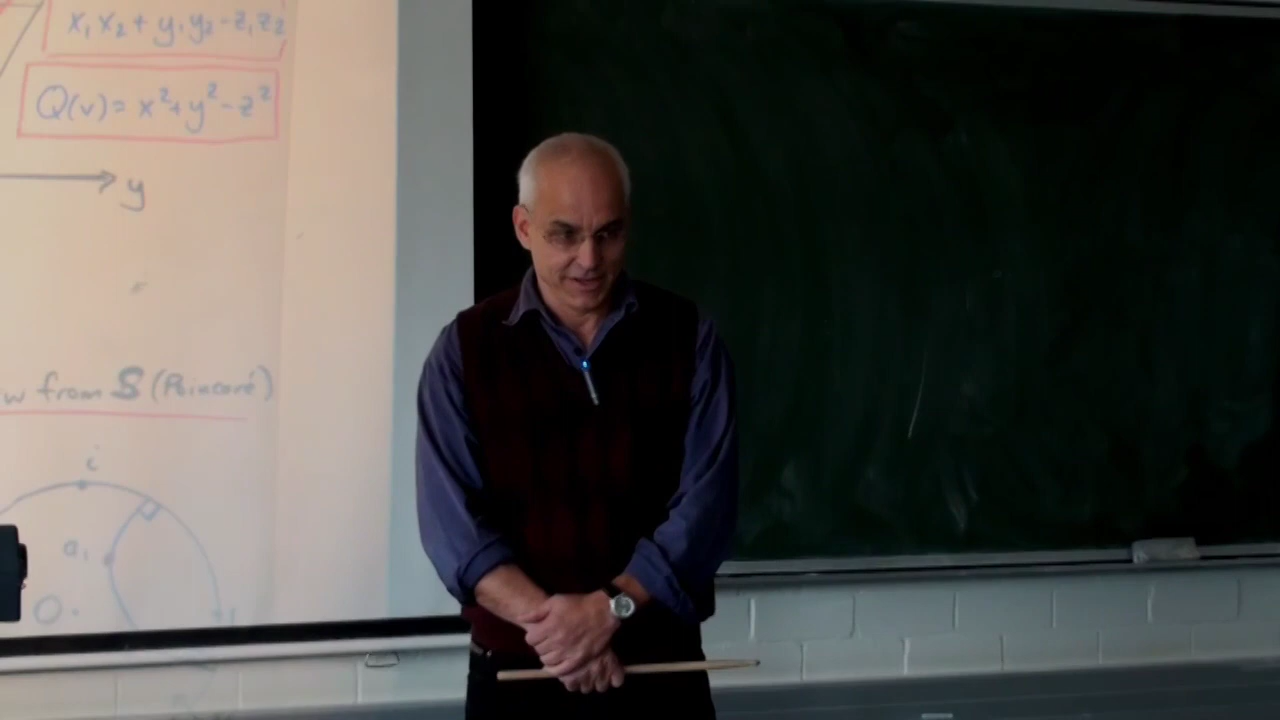 x₁x₂ + y₁y₂ - z₁z₂
Q(v) = x² + y² - z²
y
w from S (Poincaré)
i
a₁
O